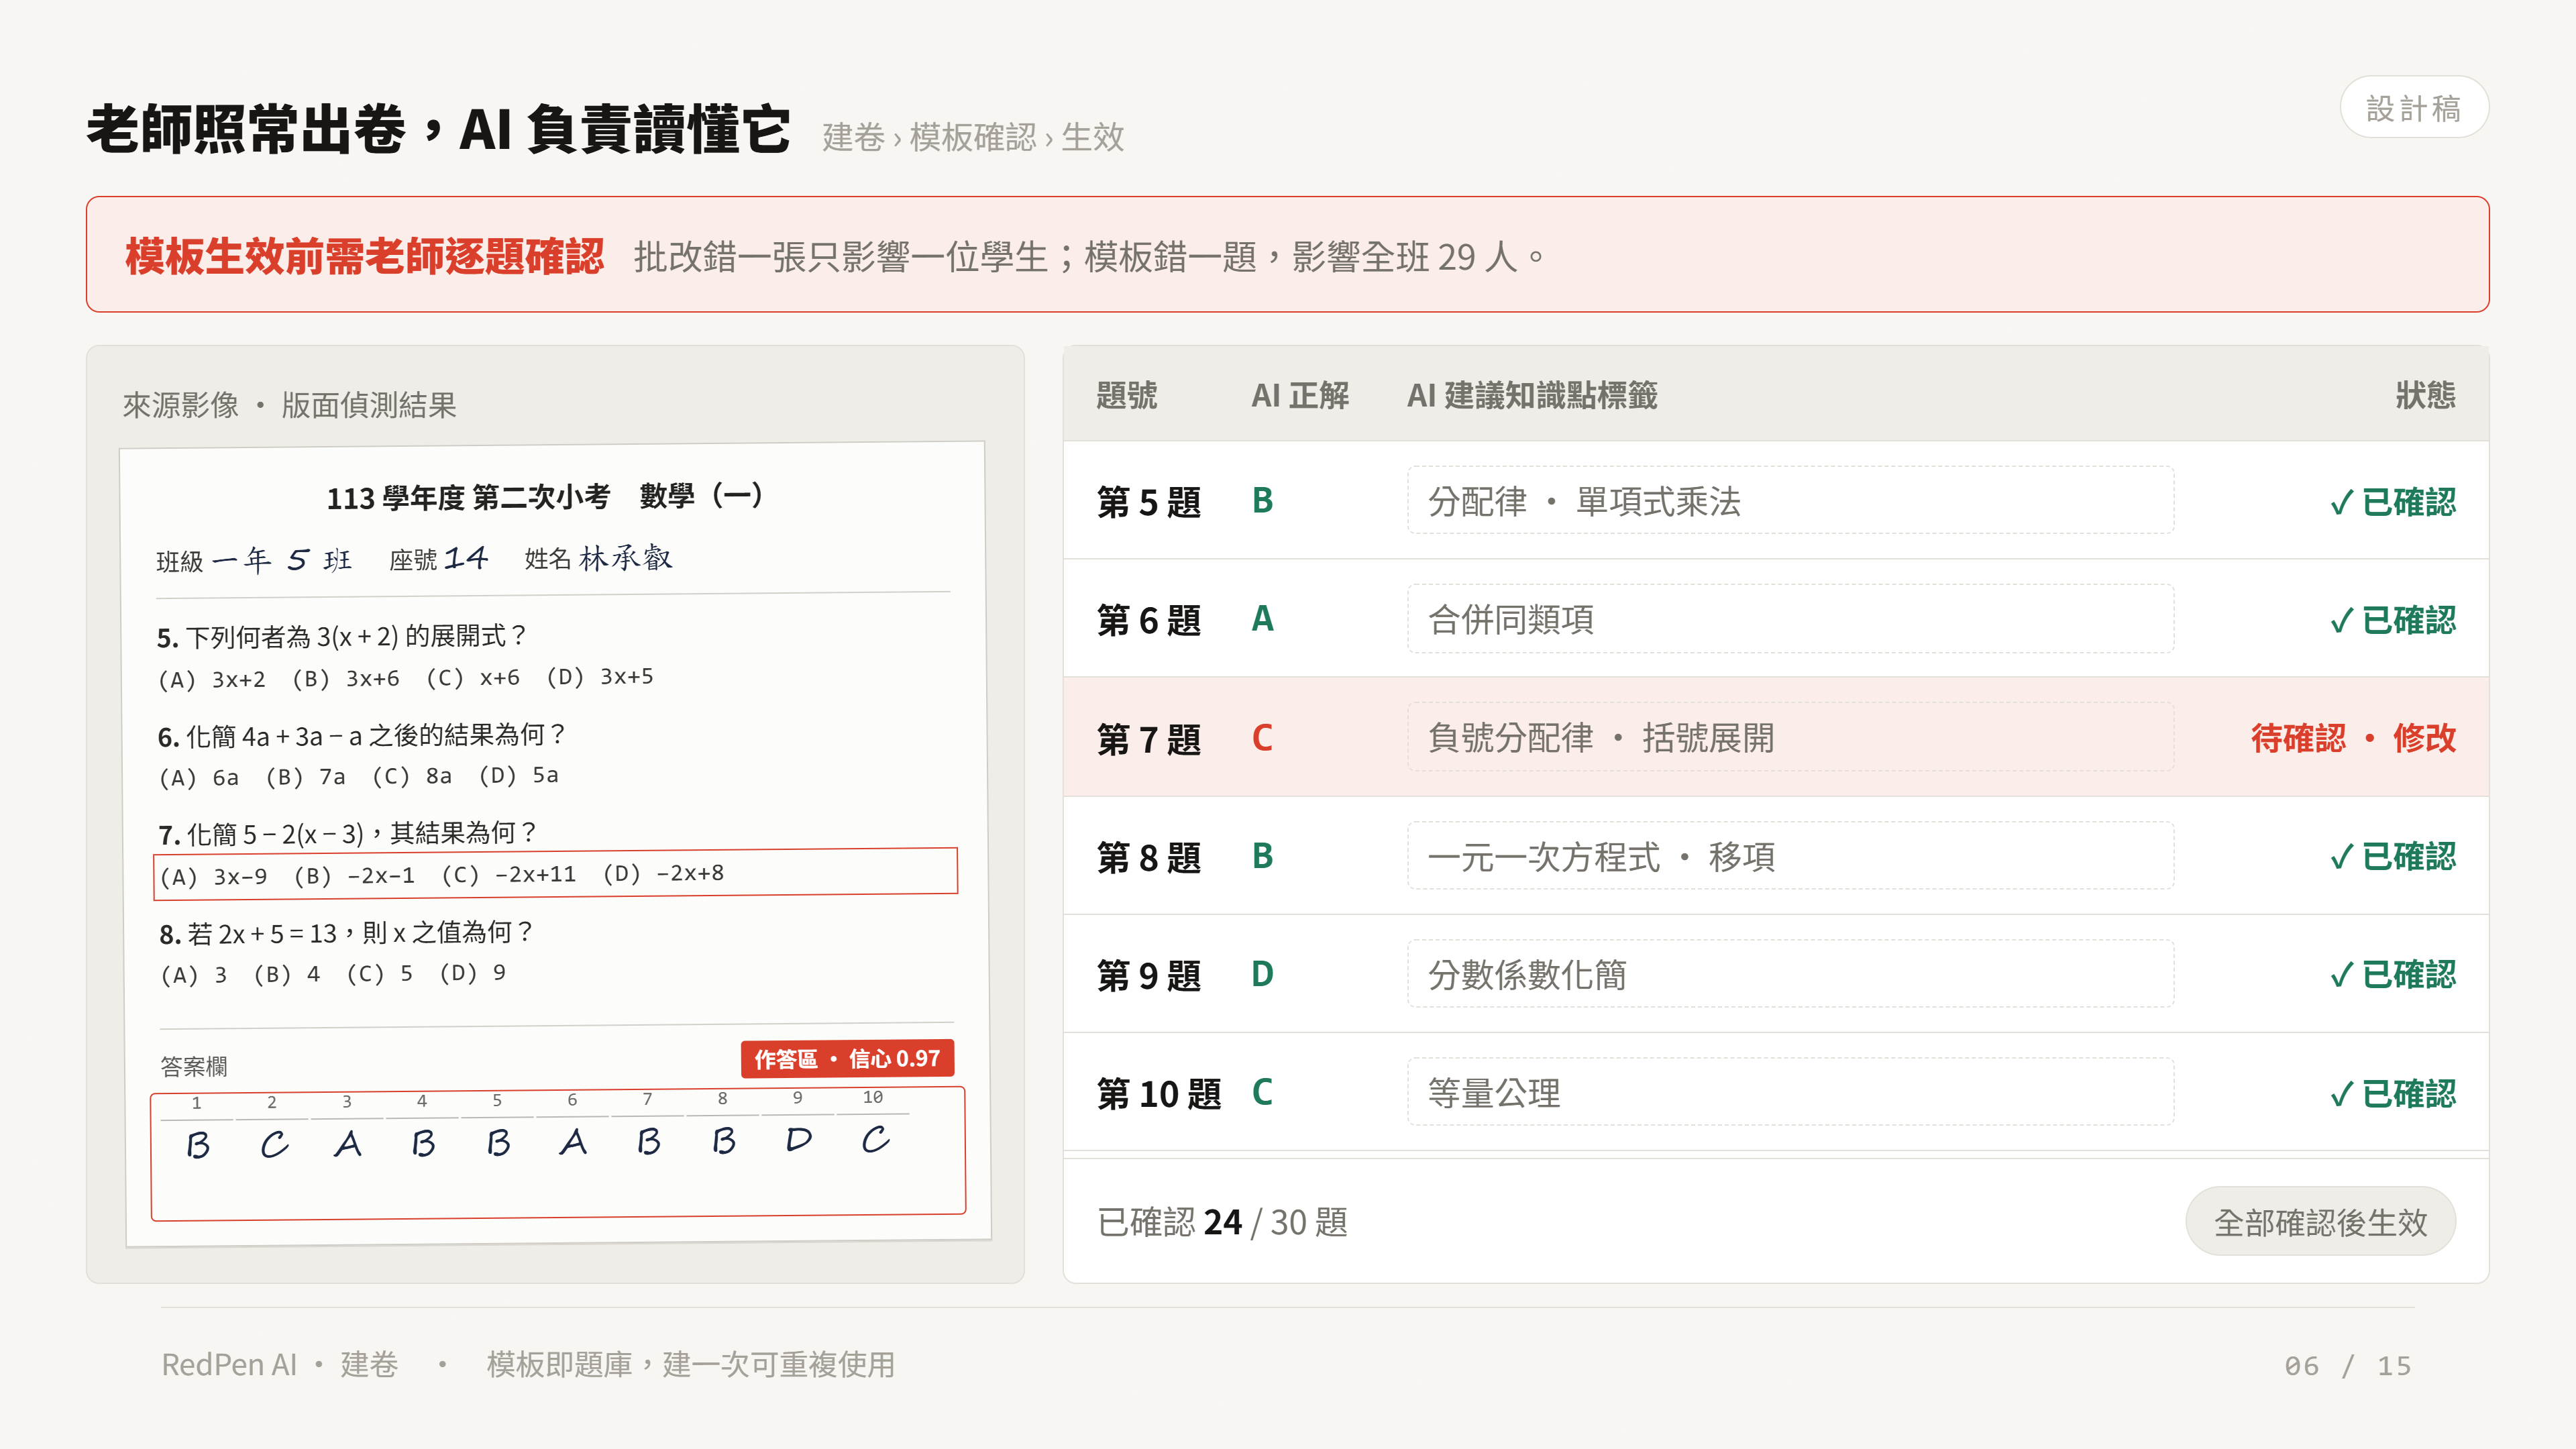 老師照常出卷，AI 負責讀懂它 建卷 › 模板確認 › 生效
設計稿
模板生效前需老師逐題確認 批改錯一張只影響一位學生；模板錯一題，影響全班 29 人。
來源影像 · 版面偵測結果
113 學年度 第二次小考 數學（一）
班級 一年 5 班 座號 14 姓名 林承叡
5. 下列何者為 3(x + 2) 的展開式？
(A) 3x+2 (B) 3x+6 (C) x+6 (D) 3x+5
6. 化簡 4a + 3a − a 之後的結果為何？
(A) 6a (B) 7a (C) 8a (D) 5a
7. 化簡 5 − 2(x − 3)，其結果為何？
(A) 3x−9 (B) −2x−1 (C) −2x+11 (D) −2x+8
8. 若 2x + 5 = 13，則 x 之值為何？
(A) 3 (B) 4 (C) 5 (D) 9
答案欄
作答區 · 信心 0.97
1 2 3 4 5 6 7 8 9 10
B C A B B A B B D C
題號 AI 正解 AI 建議知識點標籤 狀態
第 5 題 B 分配律 · 單項式乘法 ✓ 已確認
第 6 題 A 合併同類項 ✓ 已確認
第 7 題 C 負號分配律 · 括號展開 待確認 · 修改
第 8 題 B 一元一次方程式 · 移項 ✓ 已確認
第 9 題 D 分數係數化簡 ✓ 已確認
第 10 題 C 等量公理 ✓ 已確認
已確認 24 / 30 題
全部確認後生效
RedPen AI · 建卷 · 模板即題庫，建一次可重複使用
06 / 15